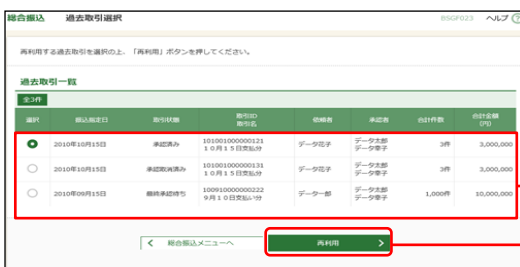 総合振込 過去取引選択 BSGF023 ヘルプ ?
再利用する過去取引を選択の上、「再利用」ボタンを押してください。
過去取引一覧
全3件
選択 振込指定日 取引状態 取引ID 取引名 依頼者 承認者 合計件数 合計金額 (円)
2010年10月15日 承認済み 101001000000121 10月15日支払分 データ花子 データ太郎 データ幸子 3件 3,000,000
2010年10月15日 承認取消済み 101001000000131 10月15日支払分 データ花子 データ太郎 データ幸子 3件 3,000,000
2010年09月15日 最終承認待ち 100910000000222 9月10日支払い分 データ一郎 データ太郎 データ幸子 1,000件 10,000,000
総合振込メニューへ 再利用